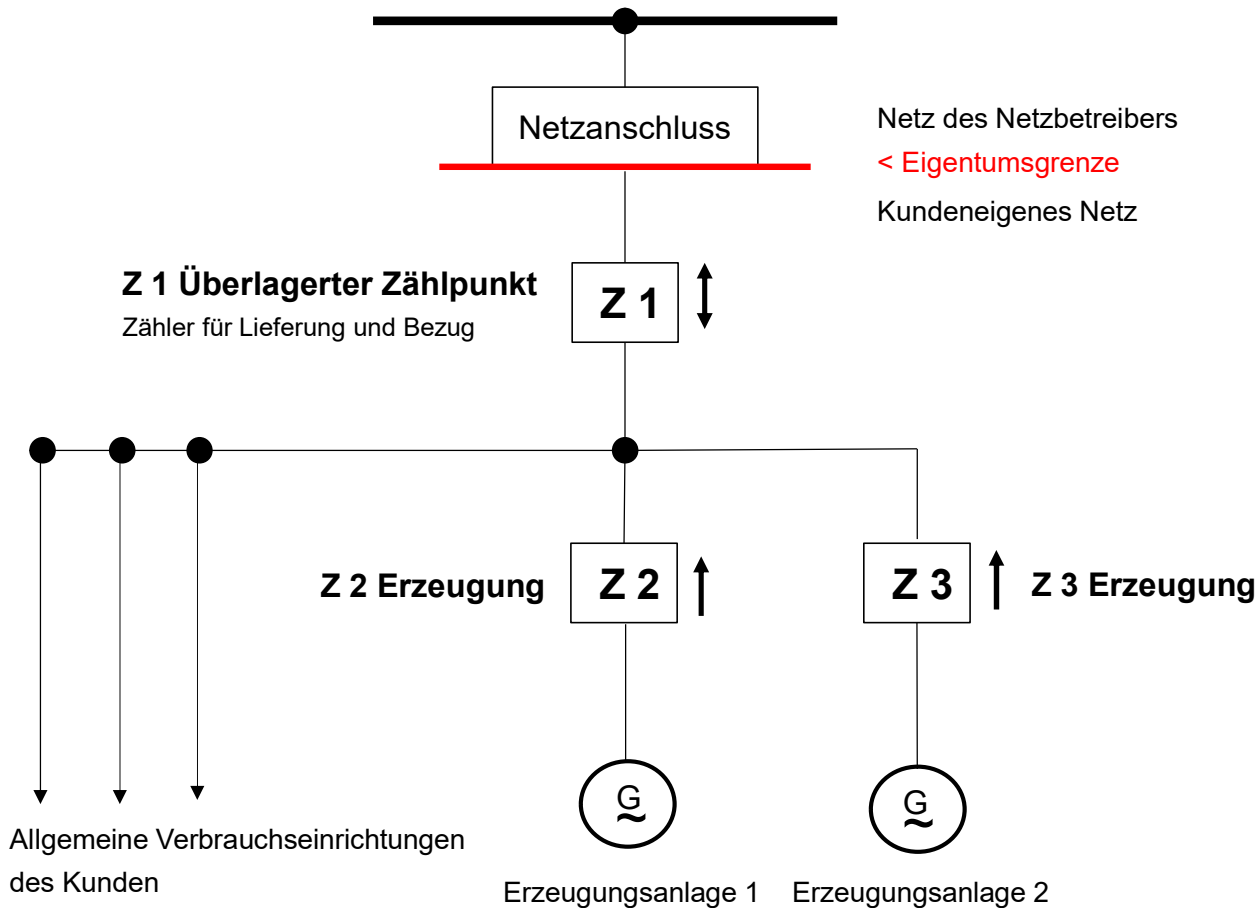 Netzanschluss
Netz des Netzbetreibers
< Eigentumsgrenze
Kundeneigenes Netz
Z 1 Überlagerter Zählpunkt
Zähler für Lieferung und Bezug
Z 1
Z 2 Erzeugung
Z 2
Z 3
Z 3 Erzeugung
G
~
G
~
Allgemeine Verbrauchseinrichtungen
des Kunden
Erzeugungsanlage 1
Erzeugungsanlage 2